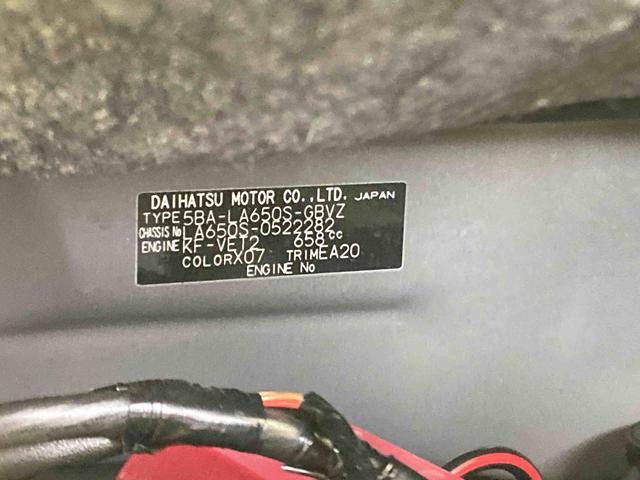 DAIHATSU MOTOR CO.,LTD. JAPAN
TYPE 5BA-LA650S-GBVZ
CHASSIS No LA650S-0522282
ENGINE KF-VET2 658cc
COLOR X07 TRIM EA20
ENGINE No